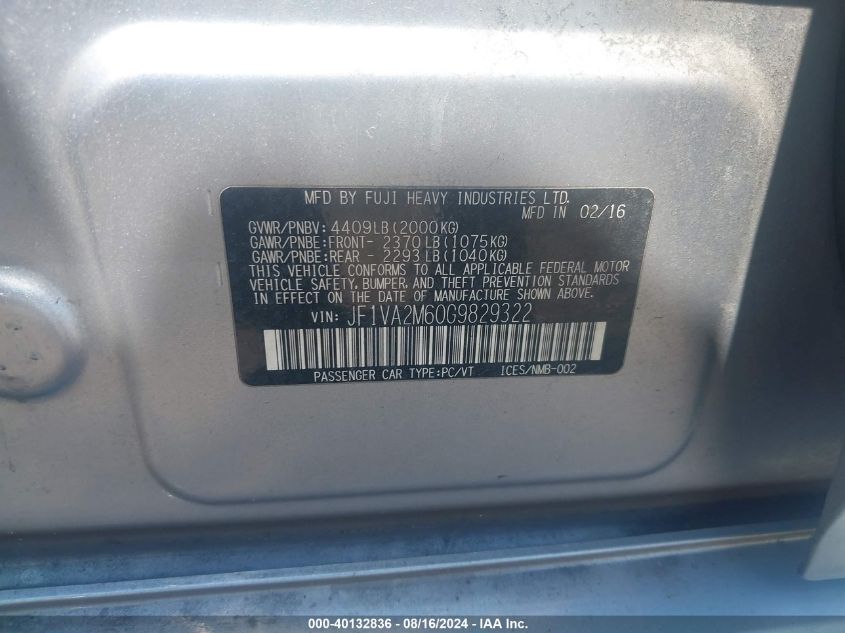 MFD BY FUJI HEAVY INDUSTRIES LTD.
MFD IN 02/16
GVWR/PNBV: 4409LB(2000KG)
GAWR/PNBE:FRONT- 2370LB(1075KG)
GAWR/PNBE:REAR - 2293LB(1040KG)
THIS VEHICLE CONFORMS TO ALL APPLICABLE FEDERAL MOTOR
VEHICLE SAFETY, BUMPER, AND THEFT PREVENTION STANDARDS
IN EFFECT ON THE DATE OF MANUFACTURE SHOWN ABOVE.
VIN: JF1VA2M60G9829322
PASSENGER CAR TYPE:PC/VT ICES/NMB-002
000-40132836 - 08/16/2024 - IAAI.COM